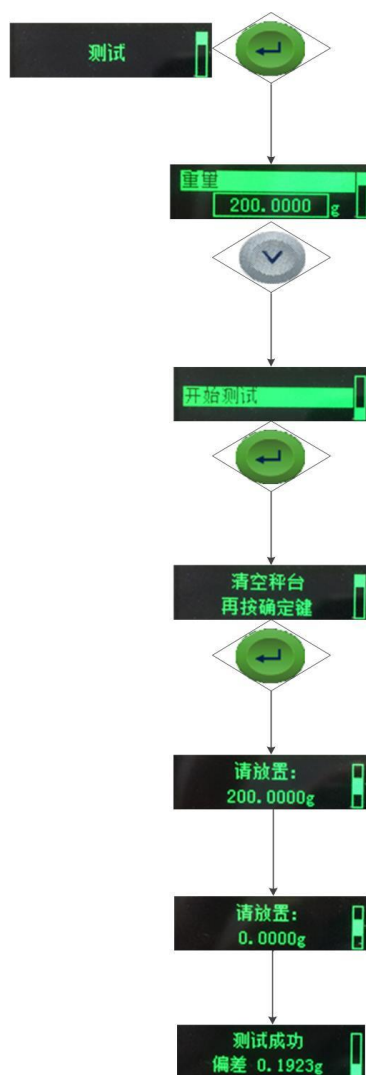 测试
重量
200.0000 g
开始测试
清空秤台
再按确定键
请放置:
200.0000g
请放置:
0.0000g
测试成功
偏差 0.1923g